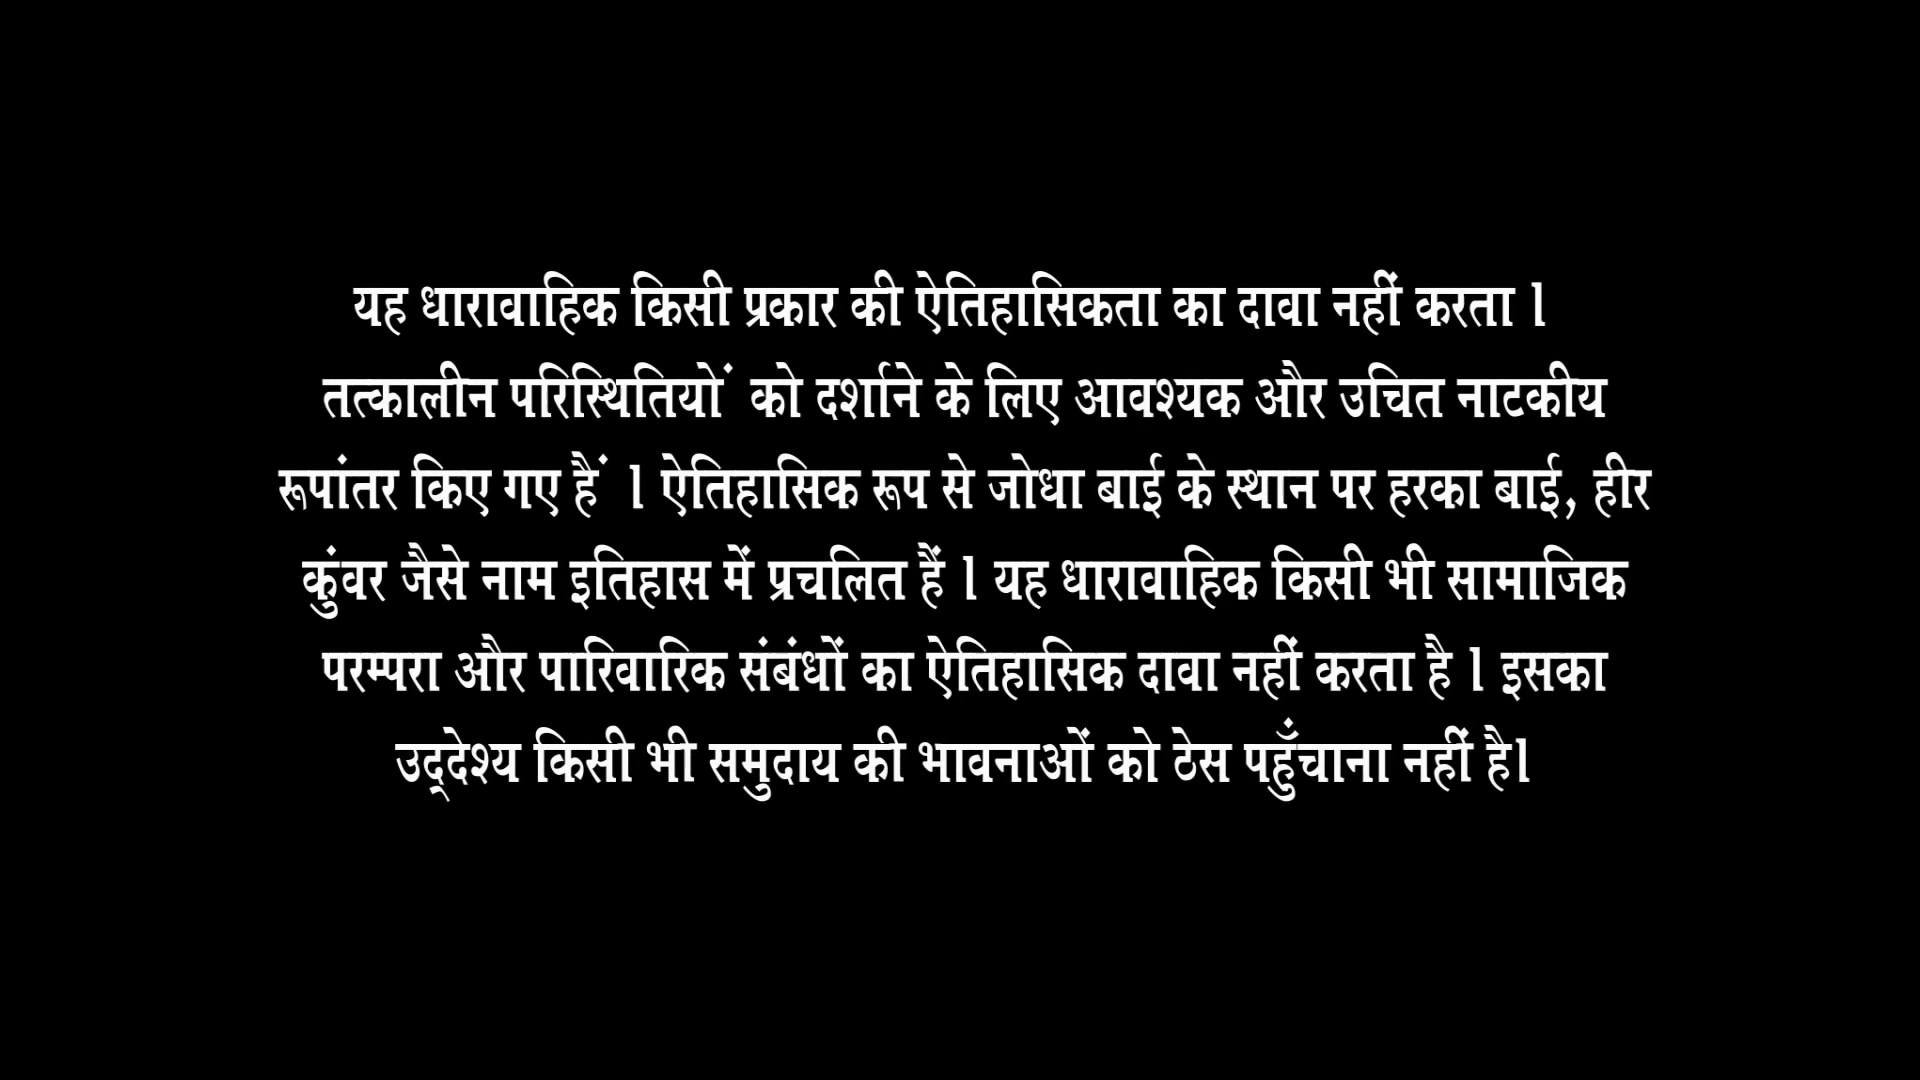 यह धारावाहिक किसी प्रकार की ऐतिहासिकता का दावा नहीं करता l
तत्कालीन परिस्थितियों को दर्शाने के लिए आवश्यक और उचित नाटकीय
रूपांतर किए गए हैं l ऐतिहासिक रूप से जोधा बाई के स्थान पर हरका बाई, हीर
कुंवर जैसे नाम इतिहास में प्रचलित हैं l यह धारावाहिक किसी भी सामाजिक
परम्परा और पारिवारिक संबंधों का ऐतिहासिक दावा नहीं करता है l इसका
उद्‌देश्य किसी भी समुदाय की भावनाओं को ठेस पहुँचाना नहीं हैl